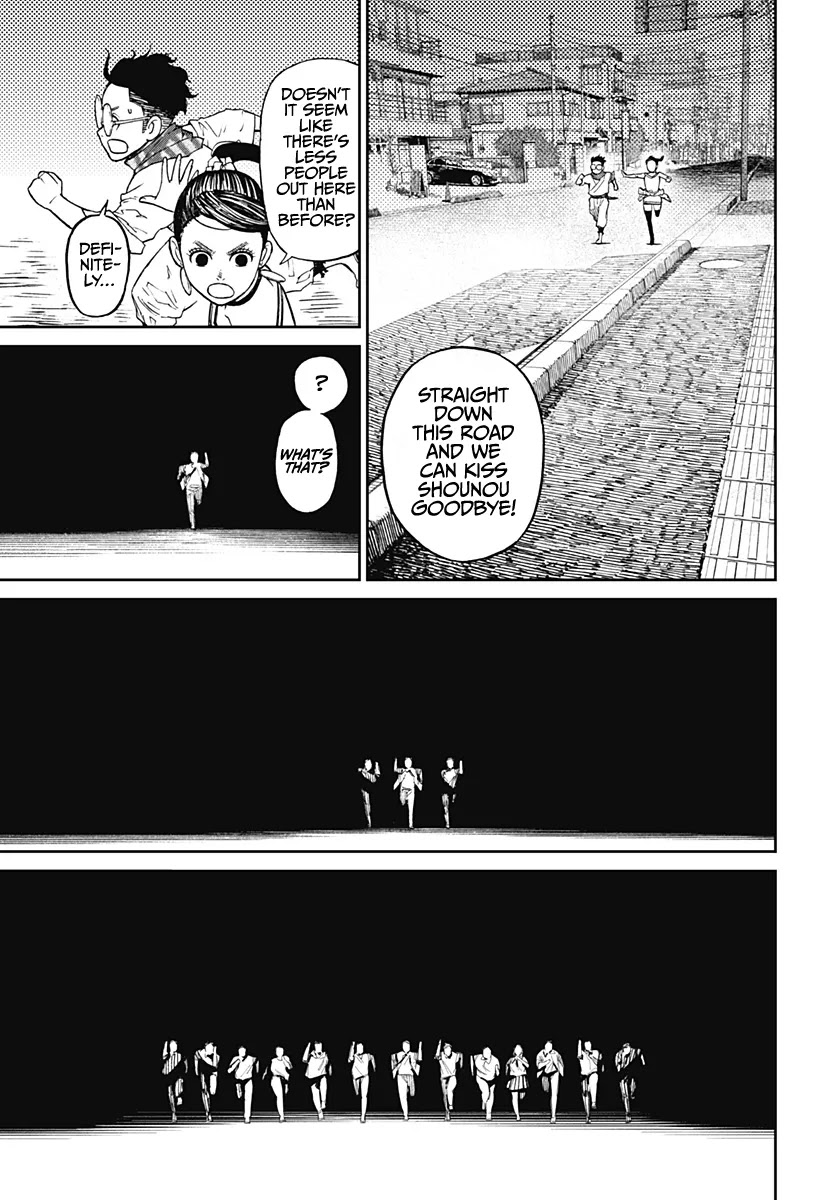 STRAIGHT
DOWN
THIS ROAD
AND WE
CAN KISS
SHOUNOU
GOODBYE!
DOESN'T
IT SEEM
LIKE
THERE'S
LESS
PEOPLE
OUT HERE
THAN
BEFORE?
DEFI-
NITE-
LY...
?
WHAT'S
THAT?